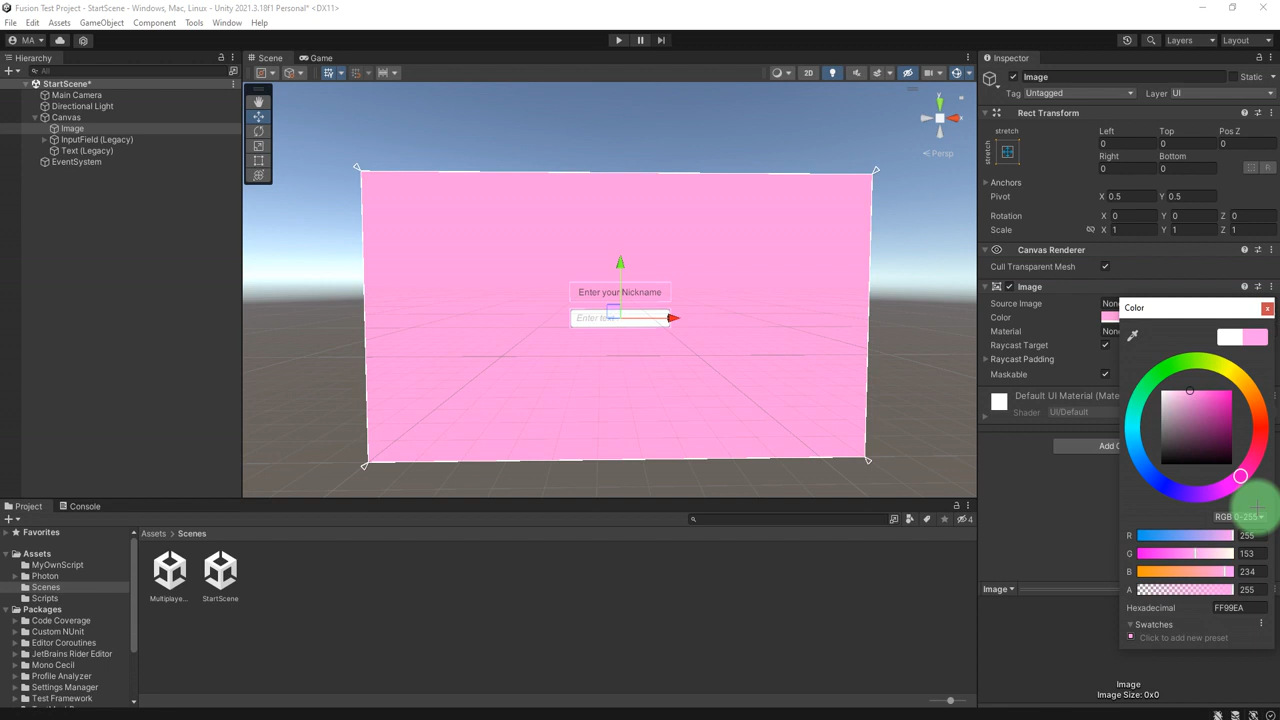 Fusion Test Project - StartScene - Windows, Mac, Linux - Unity 2021.3.18f1 Personal* <DX11>
File Edit Assets GameObject Component Tools Window Help
MA Layers Layout
Hierarchy
All
StartScene*
Main Camera
Directional Light
Canvas
Image
InputField (Legacy)
Text (Legacy)
EventSystem
Scene Game
2D
y
x
Persp
Enter your Nickname
Enter text...
Inspector
Image Static
Tag Untagged Layer UI
Rect Transform
stretch Left Top Pos Z
stretch 0 0 0
Right Bottom
0 0 R
Anchors
Pivot X 0.5 Y 0.5
Rotation X 0 Y 0 Z 0
Scale X 1 Y 1 Z 1
Canvas Renderer
Cull Transparent Mesh
Image
Source Image
Color
Material
Raycast Target
Raycast Padding
Maskable
Default UI Material (Mate
Shader UI/Default
Add C
Color
RGB 0-255
R 255
G 153
B 234
A 255
Hexadecimal FF99EA
Swatches
Click to add new preset
Image
Image
Image Size: 0x0
Project Console
4
Favorites
Assets
MyOwnScript
Photon
Scenes
Scripts
Packages
Code Coverage
Custom NUnit
Editor Coroutines
JetBrains Rider Editor
Mono Cecil
Profile Analyzer
Settings Manager
Test Framework
Assets Scenes
Multiplaye... StartScene